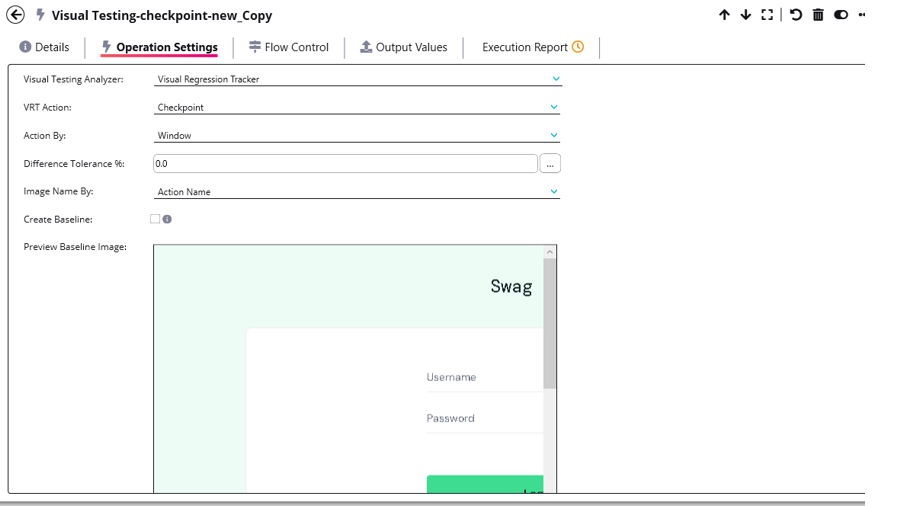 Visual Testing-checkpoint-new_Copy
Details
Operation Settings
Flow Control
Output Values
Execution Report
Visual Testing Analyzer: Visual Regression Tracker
VRT Action: Checkpoint
Action By: Window
Difference Tolerance %: 0.0 ...
Image Name By: Action Name
Create Baseline:
Preview Baseline Image:
Swag
Username
Password